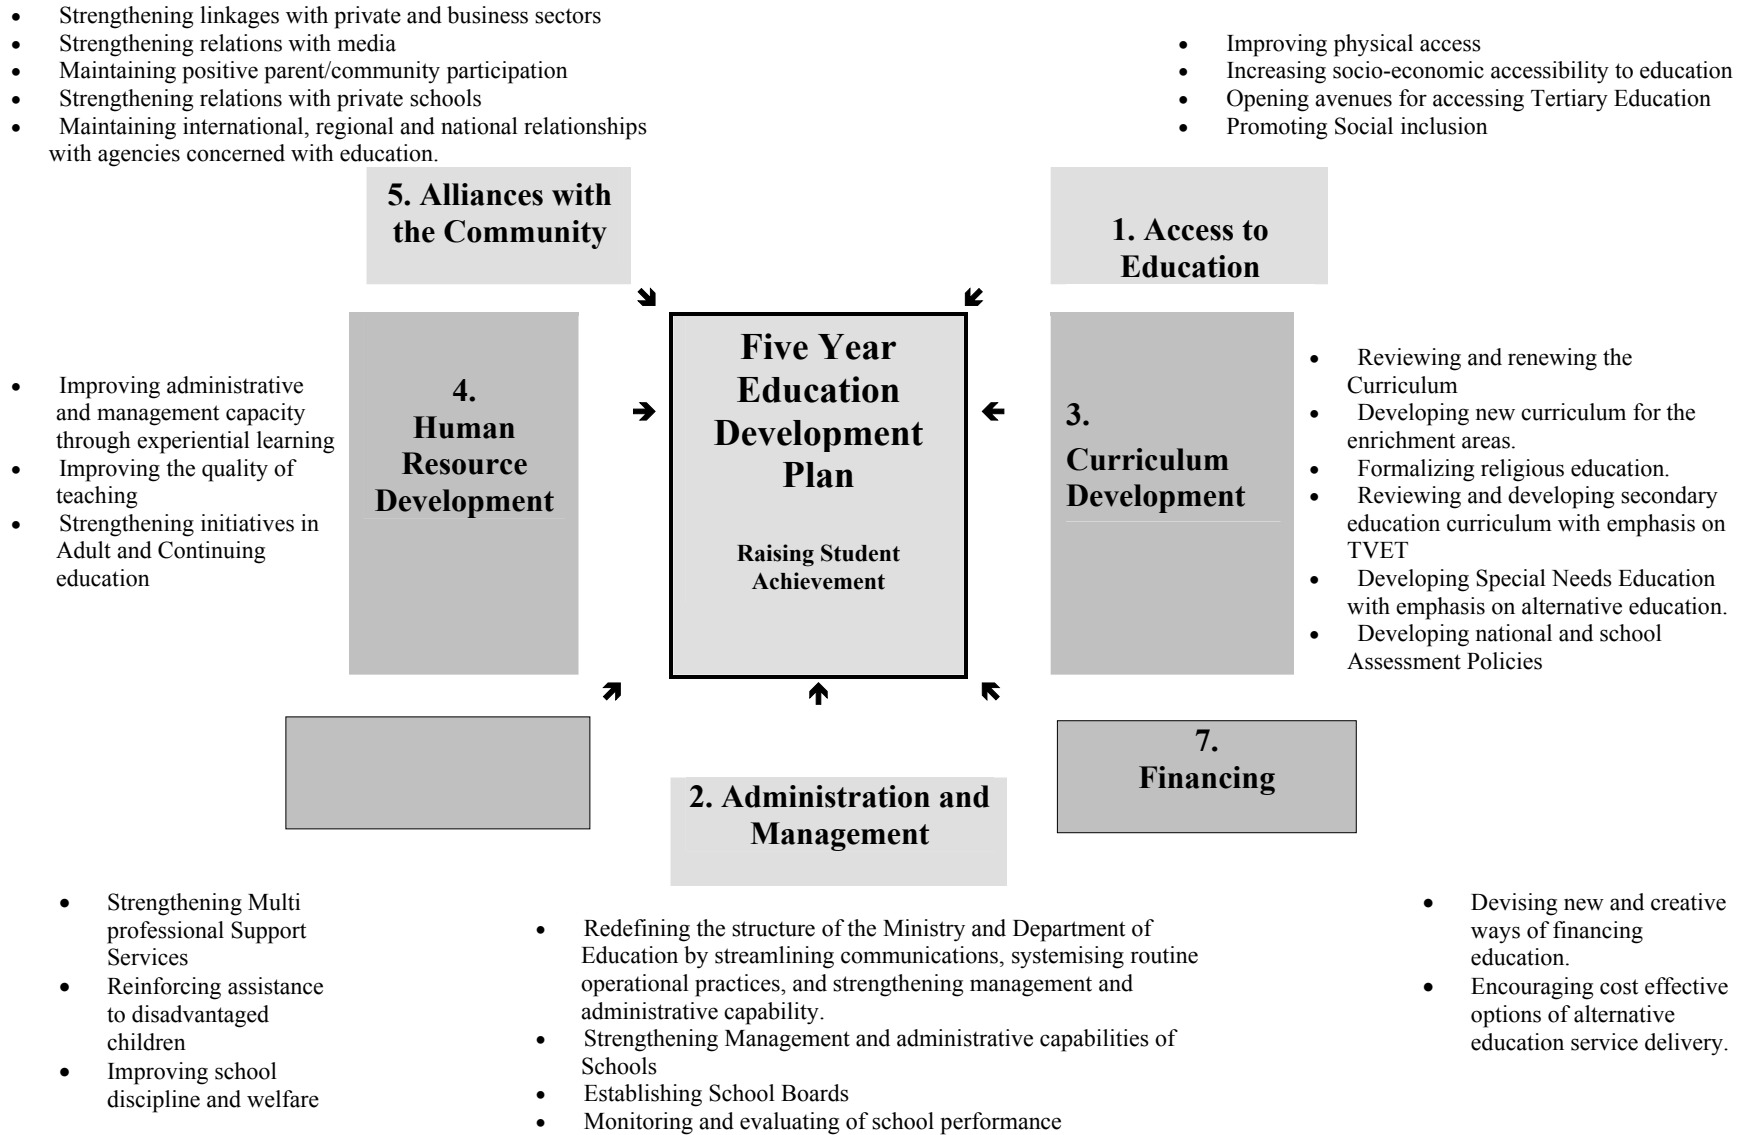 • Strengthening linkages with private and business sectors
• Strengthening relations with media
• Maintaining positive parent/community participation
• Strengthening relations with private schools
• Maintaining international, regional and national relationships
with agencies concerned with education.
• Improving physical access
• Increasing socio-economic accessibility to education
• Opening avenues for accessing Tertiary Education
• Promoting Social inclusion
5. Alliances with
the Community
1. Access to
Education
• Improving administrative
and management capacity
through experiential learning
• Improving the quality of
teaching
• Strengthening initiatives in
Adult and Continuing
education
4.
Human
Resource
Development
Five Year
Education
Development
Plan
Raising Student
Achievement
3.
Curriculum
Development
• Reviewing and renewing the
Curriculum
• Developing new curriculum for the
enrichment areas.
• Formalizing religious education.
• Reviewing and developing secondary
education curriculum with emphasis on
TVET
• Developing Special Needs Education
with emphasis on alternative education.
• Developing national and school
Assessment Policies
2. Administration and
Management
7.
Financing
• Strengthening Multi
professional Support
Services
• Reinforcing assistance
to disadvantaged
children
• Improving school
discipline and welfare
• Redefining the structure of the Ministry and Department of
Education by streamlining communications, systemising routine
operational practices, and strengthening management and
administrative capability.
• Strengthening Management and administrative capabilities of
Schools
• Establishing School Boards
• Monitoring and evaluating of school performance
• Devising new and creative
ways of financing
education.
• Encouraging cost effective
options of alternative
education service delivery.